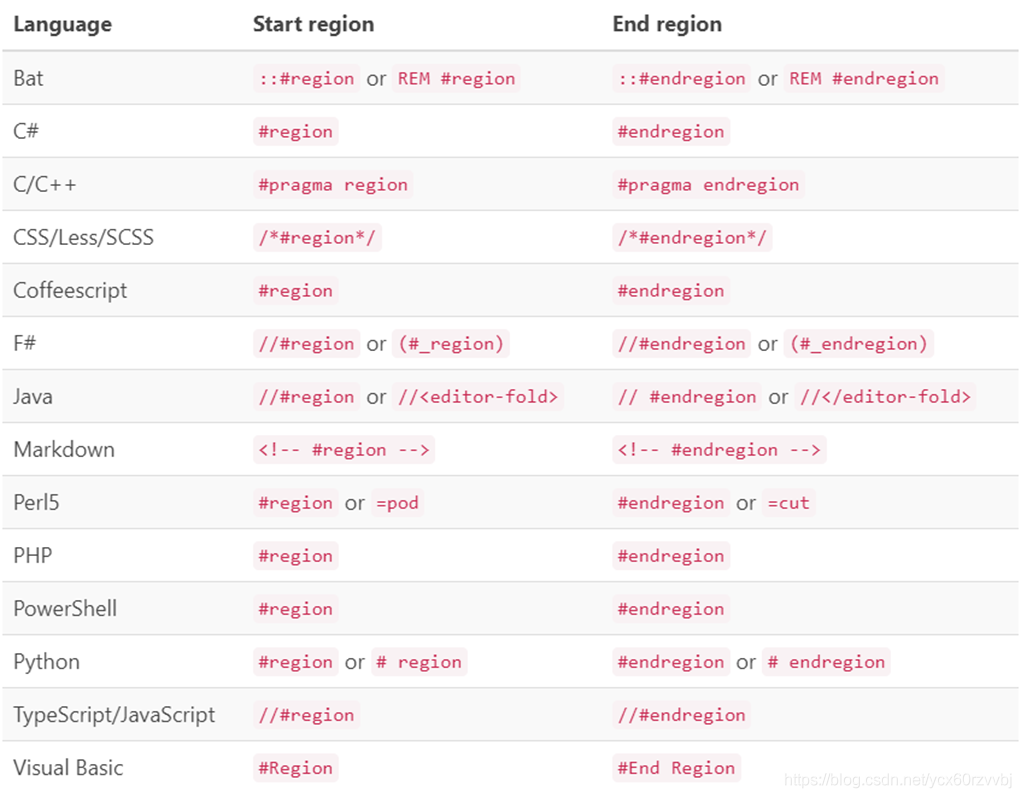 Language Start region End region
Bat ::#region or REM #region ::#endregion or REM #endregion
C# #region #endregion
C/C++ #pragma region #pragma endregion
CSS/Less/SCSS /*#region*/ /*#endregion*/
Coffeescript #region #endregion
F# //#region or (#_region) //#endregion or (#_endregion)
Java //#region or //<editor-fold> // #endregion or //</editor-fold>
Markdown <!-- #region --> <!-- #endregion -->
Perl5 #region or =pod #endregion or =cut
PHP #region #endregion
PowerShell #region #endregion
Python #region or # region #endregion or # endregion
TypeScript/JavaScript //#region //#endregion
Visual Basic #Region #End Region
https://blog.csdn.net/ycx60rzvvbj